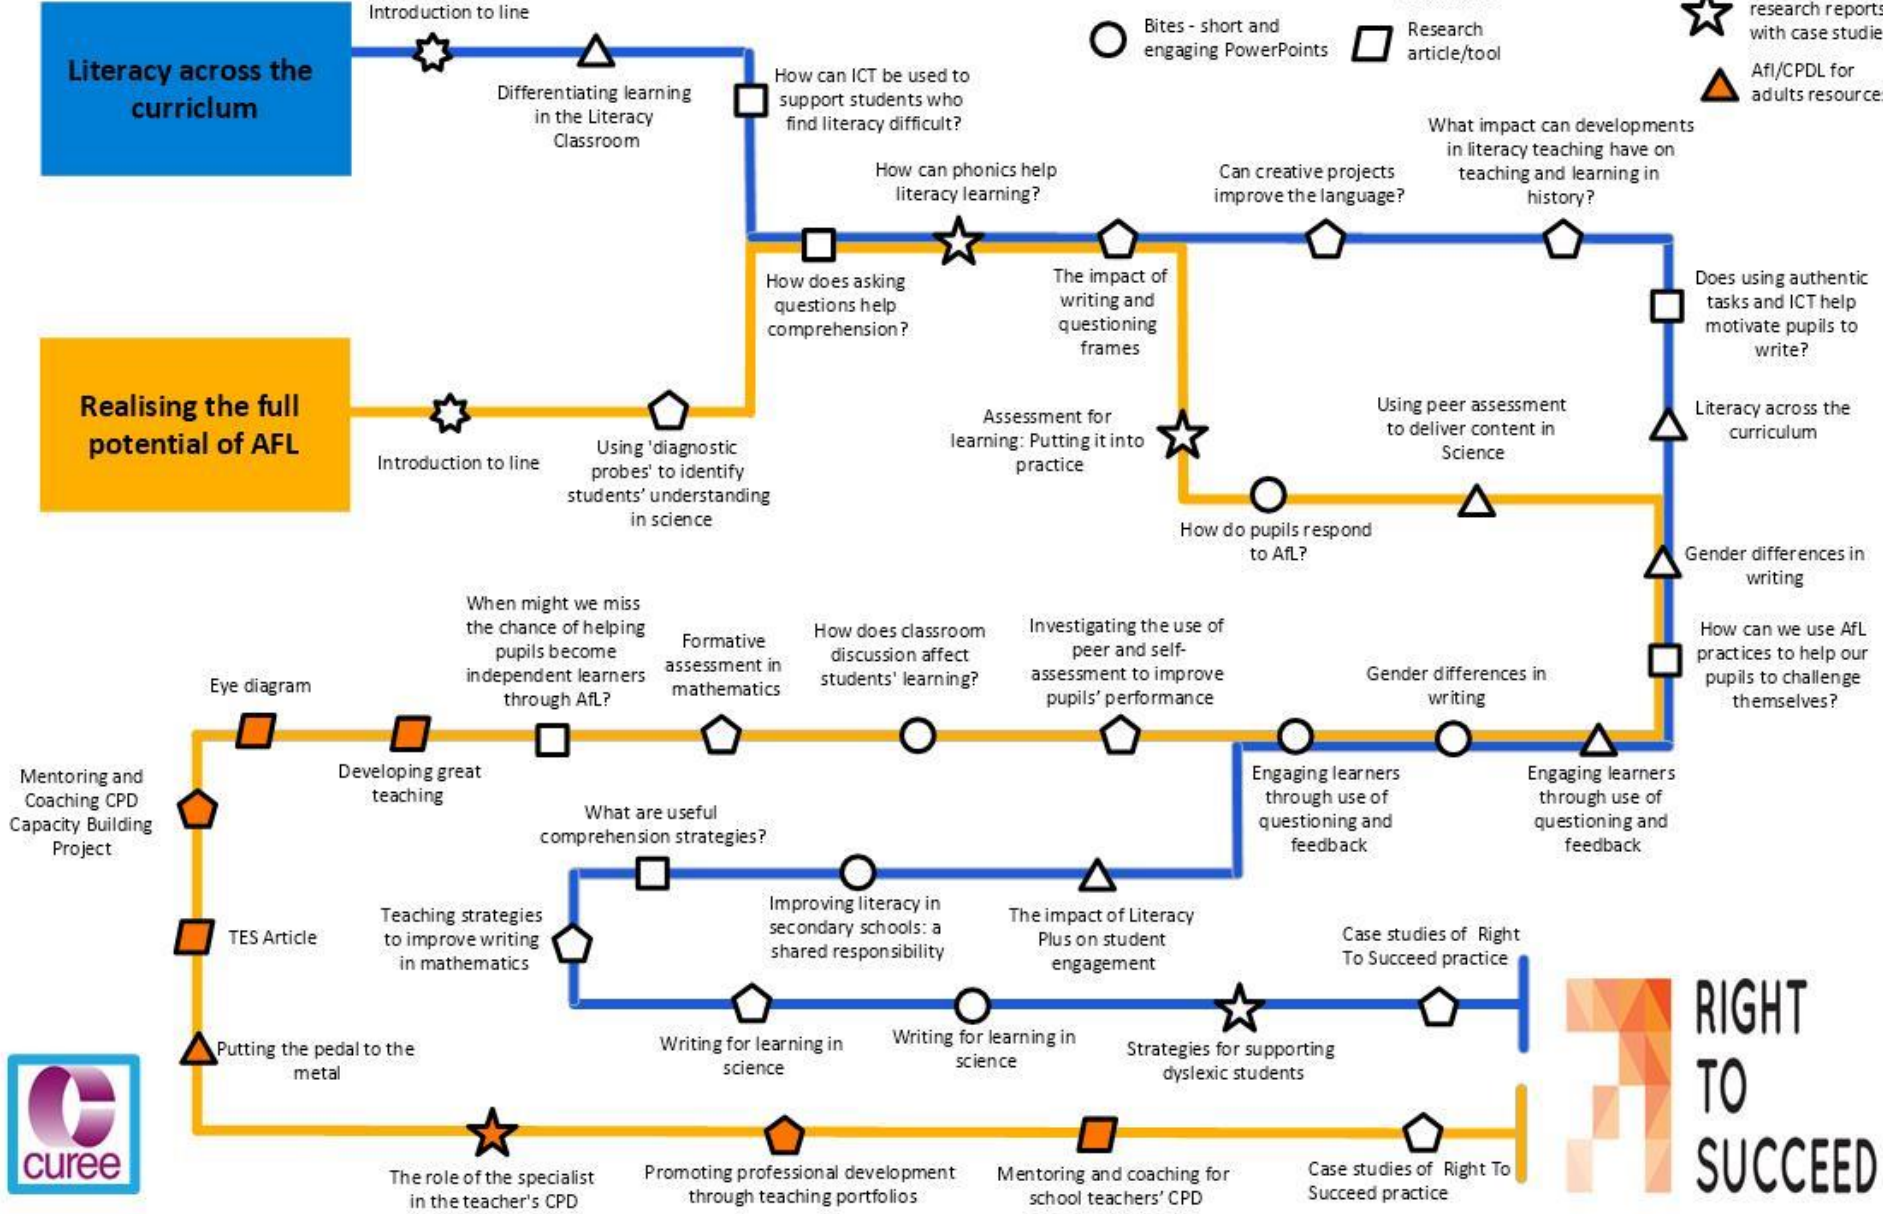 Introduction to line
Literacy across the
curriclum
Differentiating learning
in the Literacy
Classroom
How can ICT be used to
support students who
find literacy difficult?
Bites - short and
engaging PowerPoints
Research
article/tool
research reports
with case studie
Afl/CPDL for
adults resources
How can phonics help
literacy learning?
Can creative projects
improve the language?
What impact can developments
in literacy teaching have on
teaching and learning in
history?
How does asking
questions help
comprehension?
The impact of
writing and
questioning
frames
Does using authentic
tasks and ICT help
motivate pupils to
write?
Realising the full
potential of AFL
Introduction to line
Using 'diagnostic
probes' to identify
students' understanding
in science
Assessment for
learning: Putting it into
practice
Using peer assessment
to deliver content in
Science
Literacy across the
curriculum
How do pupils respond
to AfL?
Gender differences in
writing
How can we use AfL
practices to help our
pupils to challenge
themselves?
Eye diagram
When might we miss
the chance of helping
pupils become
independent learners
through AfL?
Formative
assessment in
mathematics
How does classroom
discussion affect
students' learning?
Investigating the use of
peer and self-
assessment to improve
pupils' performance
Gender differences in
writing
Mentoring and
Coaching CPD
Capacity Building
Project
Developing great
teaching
Engaging learners
through use of
questioning and
feedback
Engaging learners
through use of
questioning and
feedback
What are useful
comprehension strategies?
TES Article
Teaching strategies
to improve writing
in mathematics
Improving literacy in
secondary schools: a
shared responsibility
The impact of Literacy
Plus on student
engagement
Case studies of Right
To Succeed practice
Putting the pedal to the
metal
Writing for learning in
science
Writing for learning in
science
Strategies for supporting
dyslexic students
RIGHT
TO
SUCCEED
curee
The role of the specialist
in the teacher's CPD
Promoting professional development
through teaching portfolios
Mentoring and coaching for
school teachers' CPD
Case studies of Right To
Succeed practice